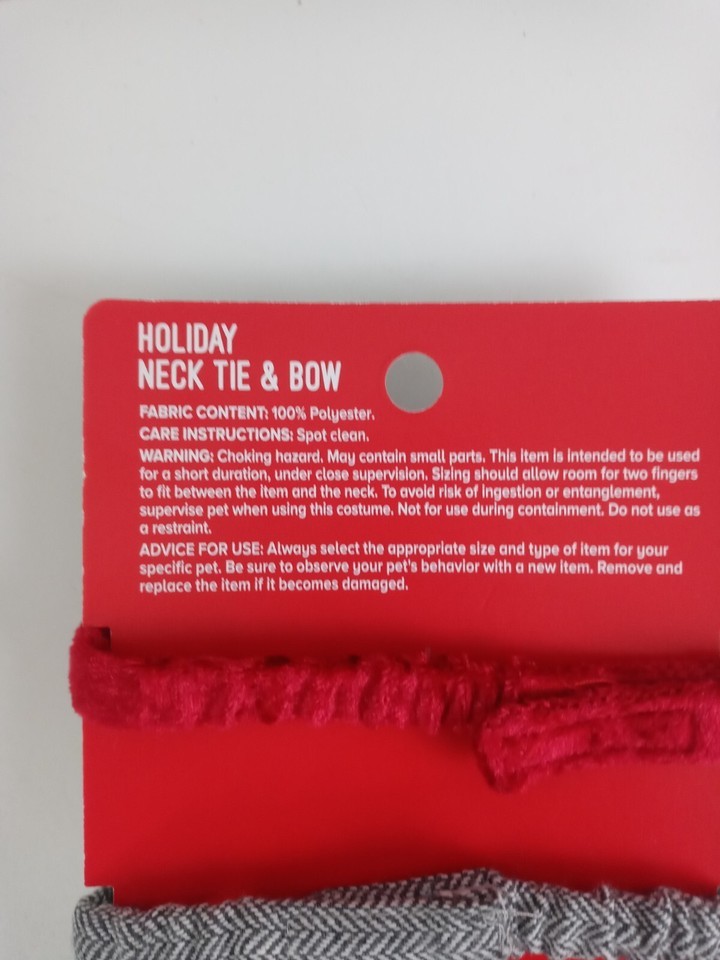 HOLIDAY
NECK TIE & BOW
FABRIC CONTENT: 100% Polyester.
CARE INSTRUCTIONS: Spot clean.
WARNING: Choking hazard. May contain small parts. This item is intended to be used
for a short duration, under close supervision. Sizing should allow room for two fingers
to fit between the item and the neck. To avoid risk of ingestion or entanglement,
supervise pet when using this costume. Not for use during containment. Do not use as
a restraint.
ADVICE FOR USE: Always select the appropriate size and type of item for your
specific pet. Be sure to observe your pet's behavior with a new item. Remove and
replace the item if it becomes damaged.